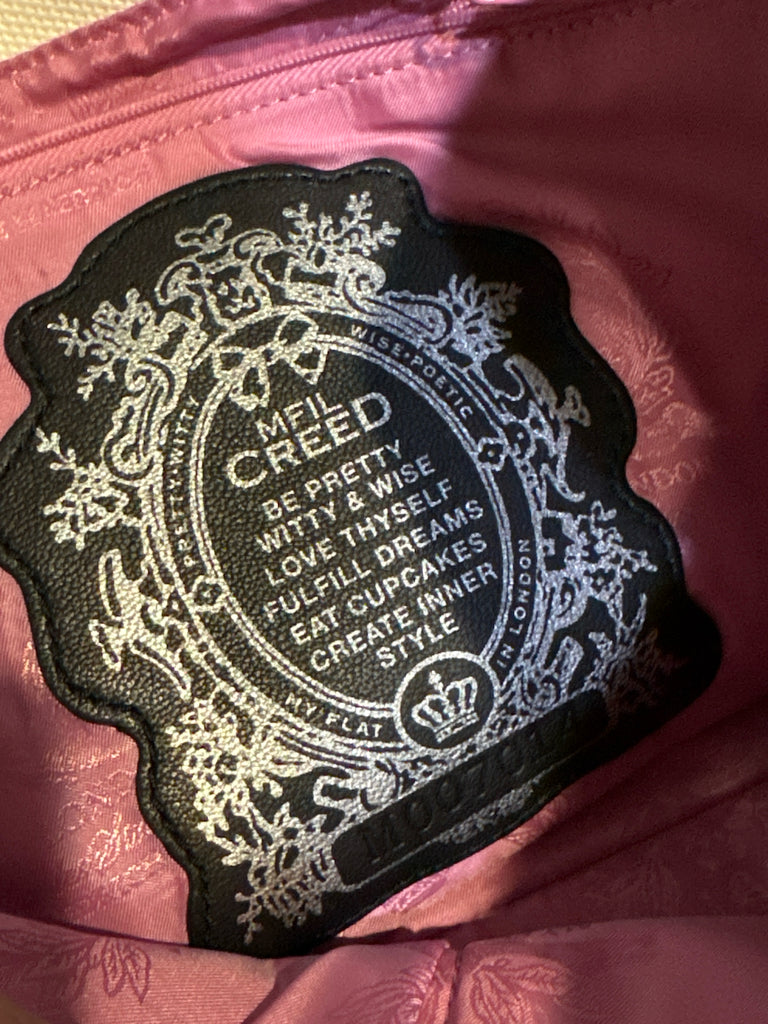 WISE•POETIC
PRETTY•WITTY
MFIL
CREED
BE PRETTY
WITTY & WISE
LOVE THYSELF
FULFILL DREAMS
EAT CUPCAKES
CREATE INNER
STYLE
MY FLAT
IN LONDON